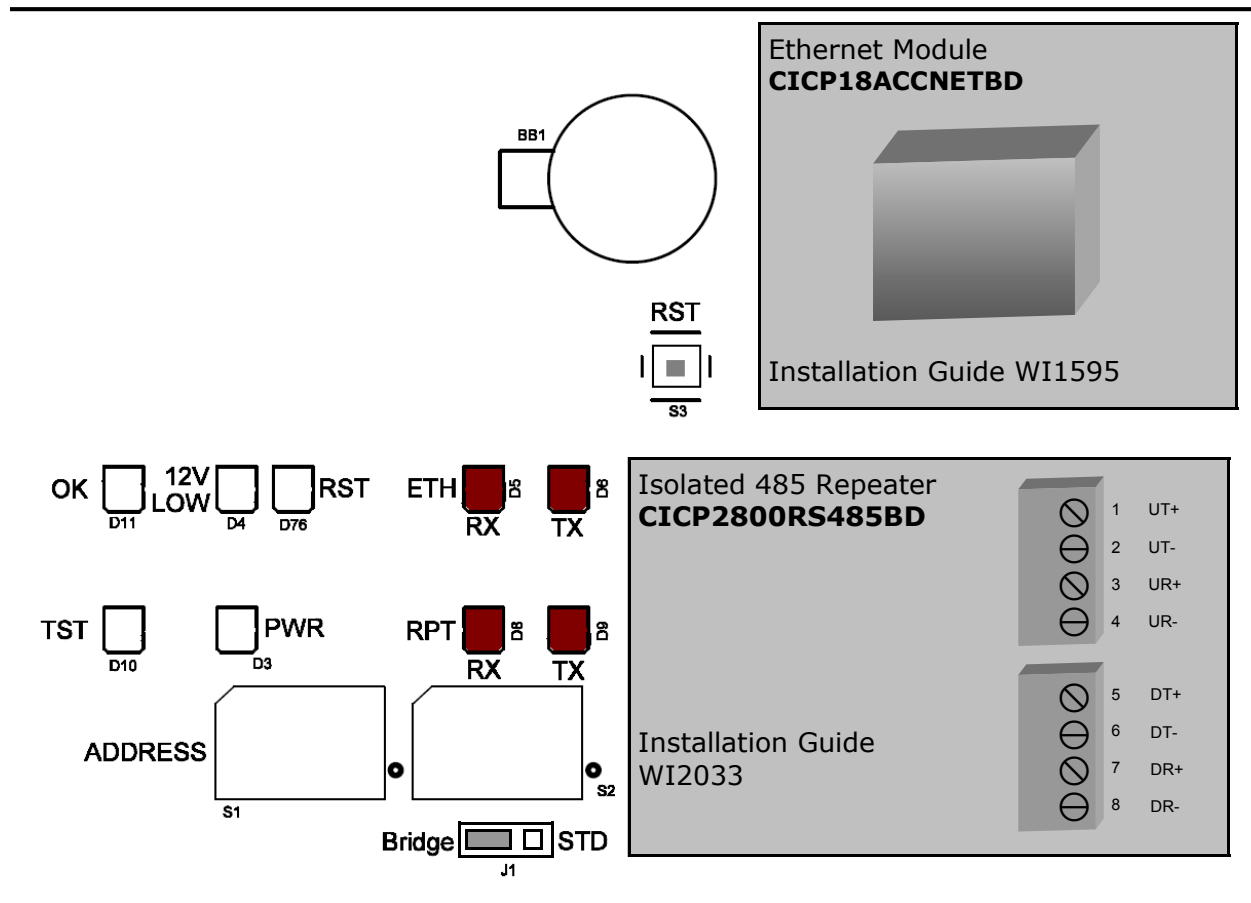 Ethernet Module
CICP18ACCNETBD
BB1
RST
S3
Installation Guide WI1595
OK
D11
12V
LOW
D4
D76
RST
ETH
D5
RX
D6
TX
Isolated 485 Repeater
CICP2800RS485BD
1 UT+
2 UT-
3 UR+
4 UR-
TST
D10
D3
PWR
RPT
D8
RX
D9
TX
5 DT+
6 DT-
7 DR+
8 DR-
Installation Guide
WI2033
ADDRESS
S1
S2
Bridge
STD
J1